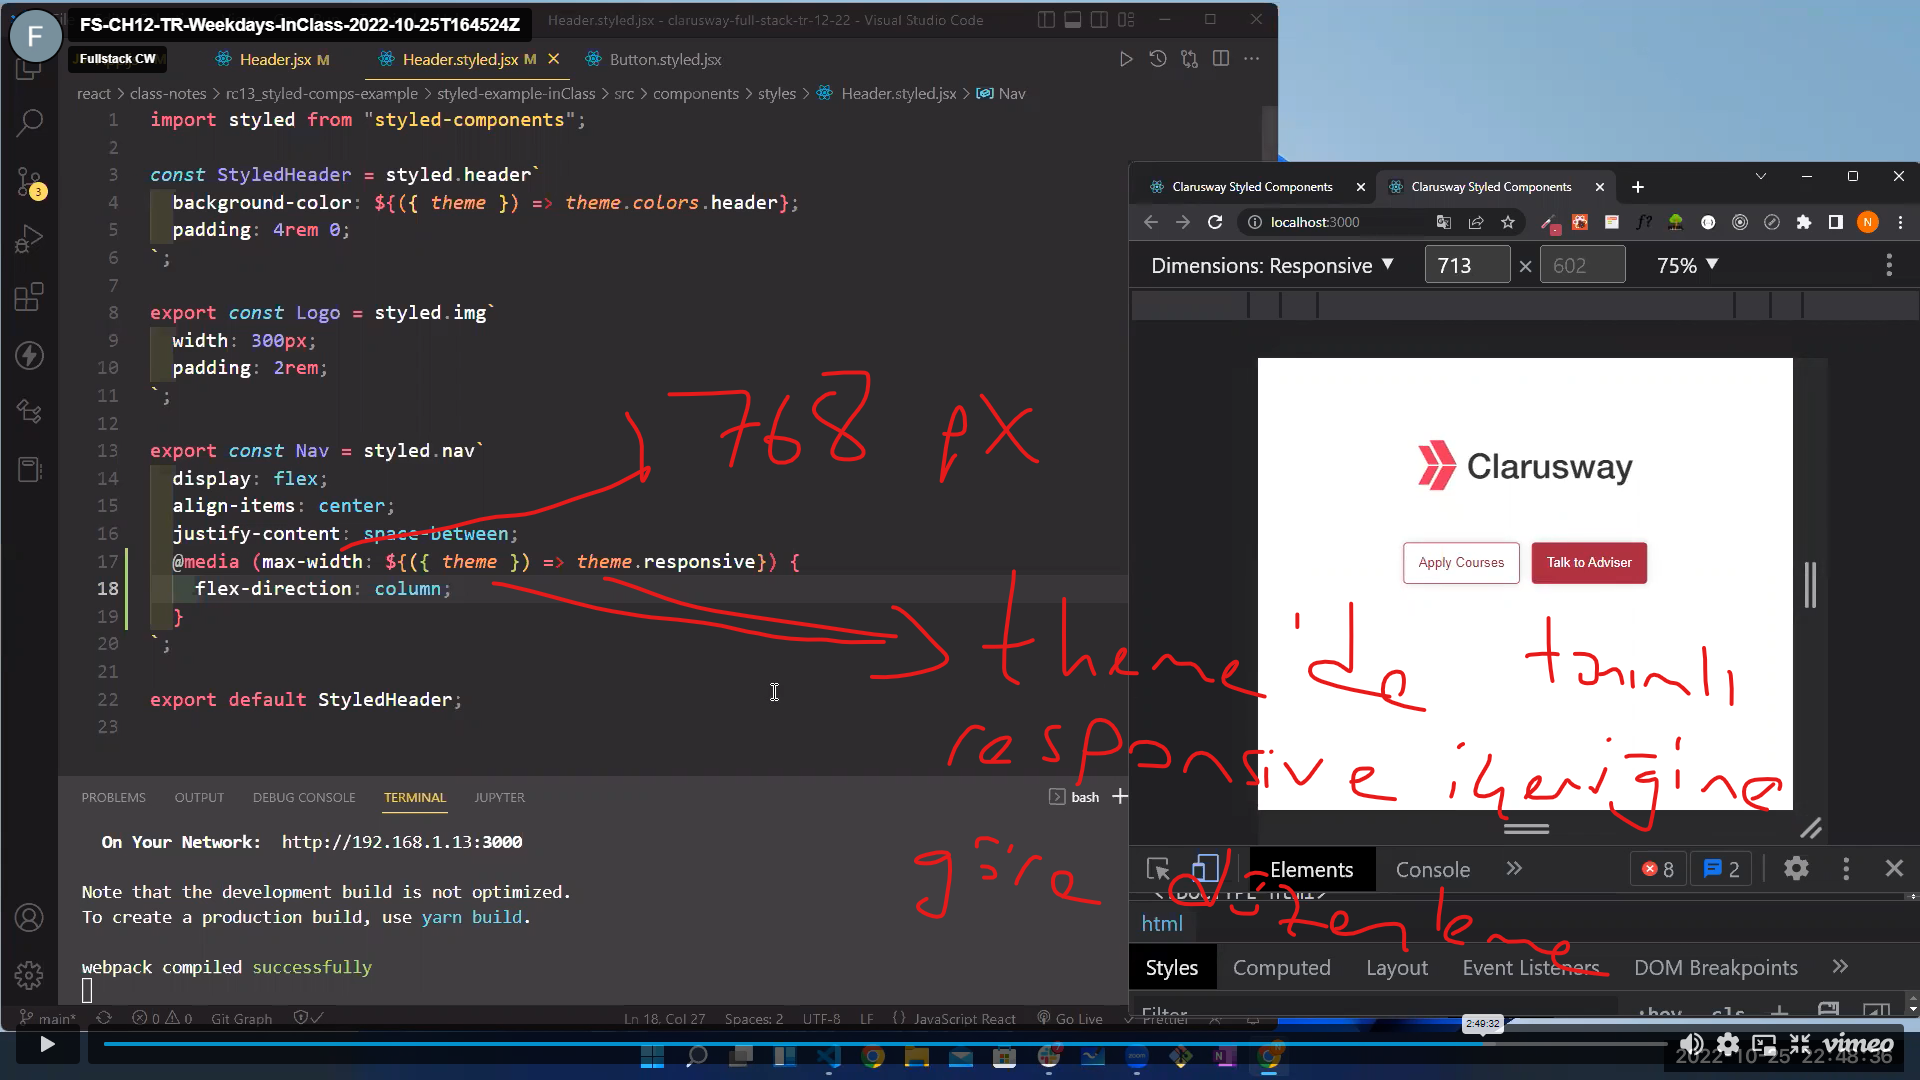 FS-CH12-TR-Weekdays-InClass-2022-10-25T164524Z
Header.styled.jsx - clarusway-full-stack-tr-12-22 - Visual Studio Code
F
Fullstack CW
Header.jsx M
Header.styled.jsx M
Button.styled.jsx
react > class-notes > rc13_styled-comps-example > styled-example-inClass > src > components > styles > Header.styled.jsx > Nav
1 import styled from "styled-components";
2
3 const StyledHeader = styled.header`
4 background-color: ${({ theme }) => theme.colors.header};
5 padding: 4rem 0;
6 `;
7
8 export const Logo = styled.img`
9 width: 300px;
10 padding: 2rem;
11 `;
12
13 export const Nav = styled.nav`
14 display: flex;
15 align-items: center;
16 justify-content: space-between;
17 @media (max-width: ${({ theme }) => theme.responsive}) {
18 flex-direction: column;
19 }
20 `;
21
22 export default StyledHeader;
23
3
768 px
theme'de tanımlı
responsive içeriğine
göre düzenleme
PROBLEMS OUTPUT DEBUG CONSOLE TERMINAL JUPYTER
bash
On Your Network: http://192.168.1.13:3000
Note that the development build is not optimized.
To create a production build, use yarn build.
webpack compiled successfully
main* 0 0 Git Graph
Ln 18, Col 27 Spaces: 2 UTF-8 LF {} JavaScript React Go Live Prettier
Clarusway Styled Components
Clarusway Styled Components
localhost:3000
f?
N
Dimensions: Responsive 713 × 602 75%
Clarusway
Apply Courses
Talk to Adviser
Elements Console 8 2
<!DOCTYPE html>
html
Styles Computed Layout Event Listeners DOM Breakpoints
Filter :hov .cls
2:49:32
vimeo
2022-10-25 22:48:36